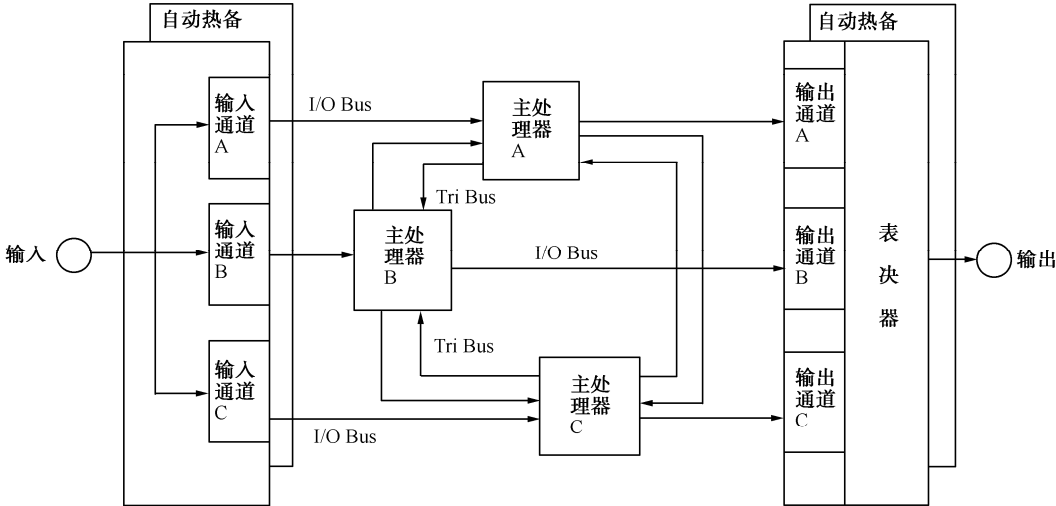 自动热备
自动热备
输入
通道
A
I/O Bus
主处
理器
A
输出
通道
A
Tri Bus
输入
输入
通道
B
主处
理器
B
I/O Bus
输出
通道
B
表
决
器
输出
Tri Bus
输入
通道
C
I/O Bus
主处
理器
C
输出
通道
C